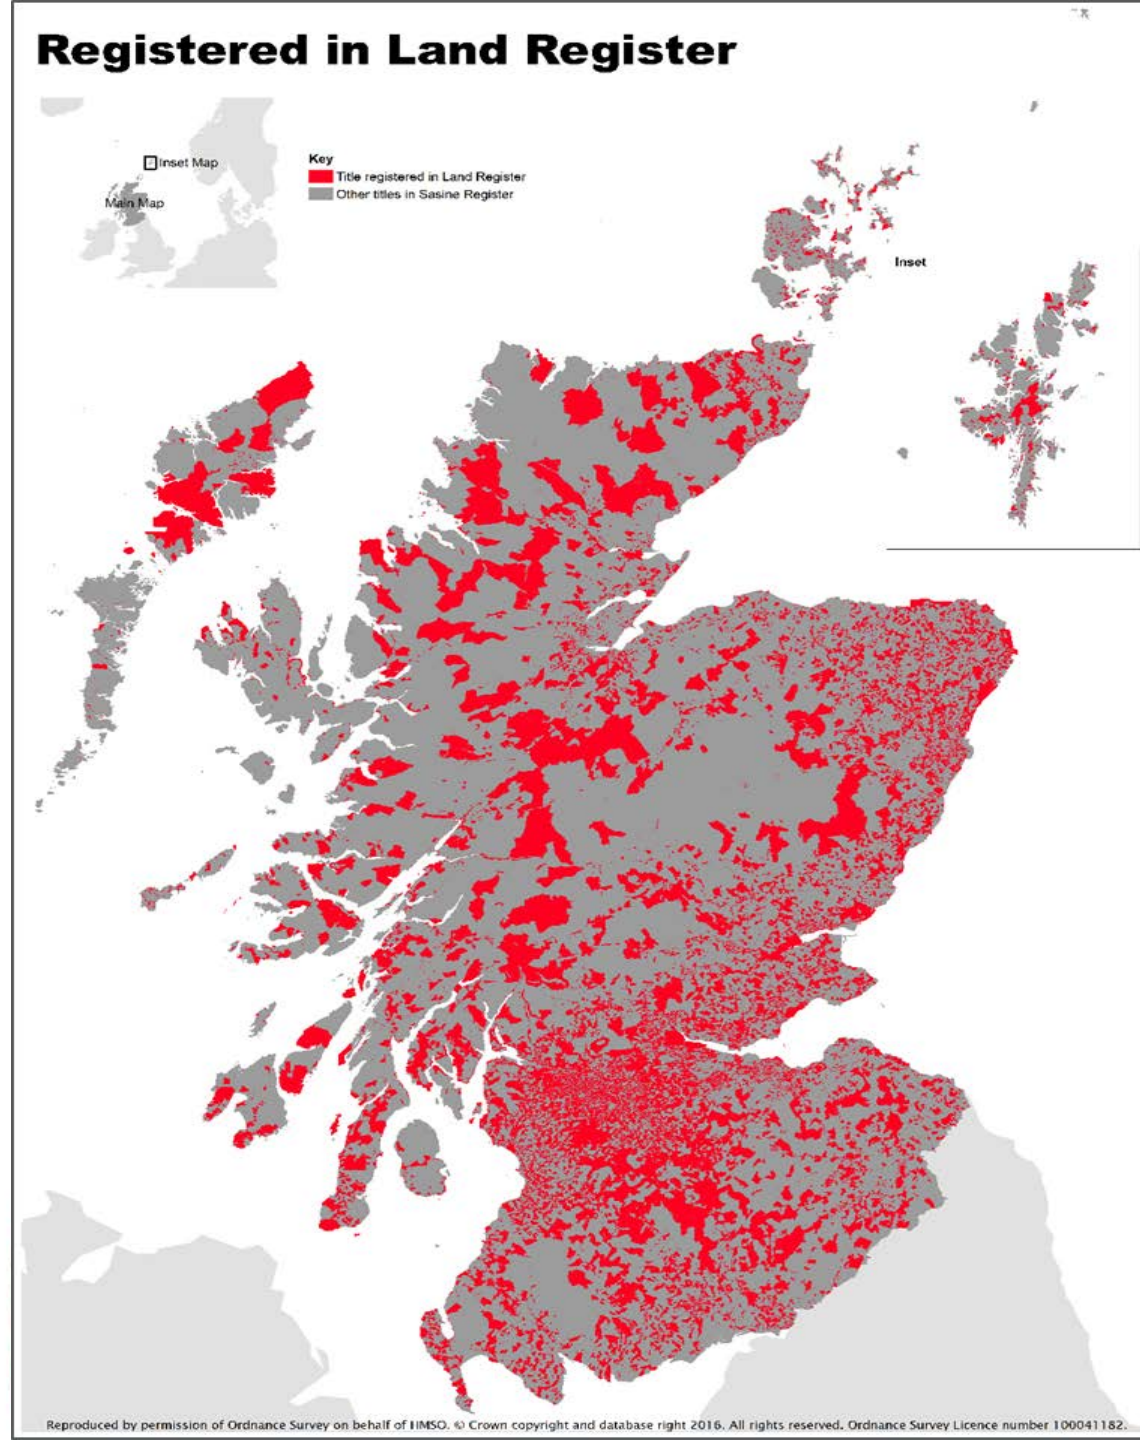 Registered in Land Register
Inset Map
Main Map
Key
Title registered in Land Register
Other titles in Sasine Register
Inset
Reproduced by permission of Ordnance Survey on behalf of HMSO. © Crown copyright and database right 2016. All rights reserved. Ordnance Survey Licence number 100041182.